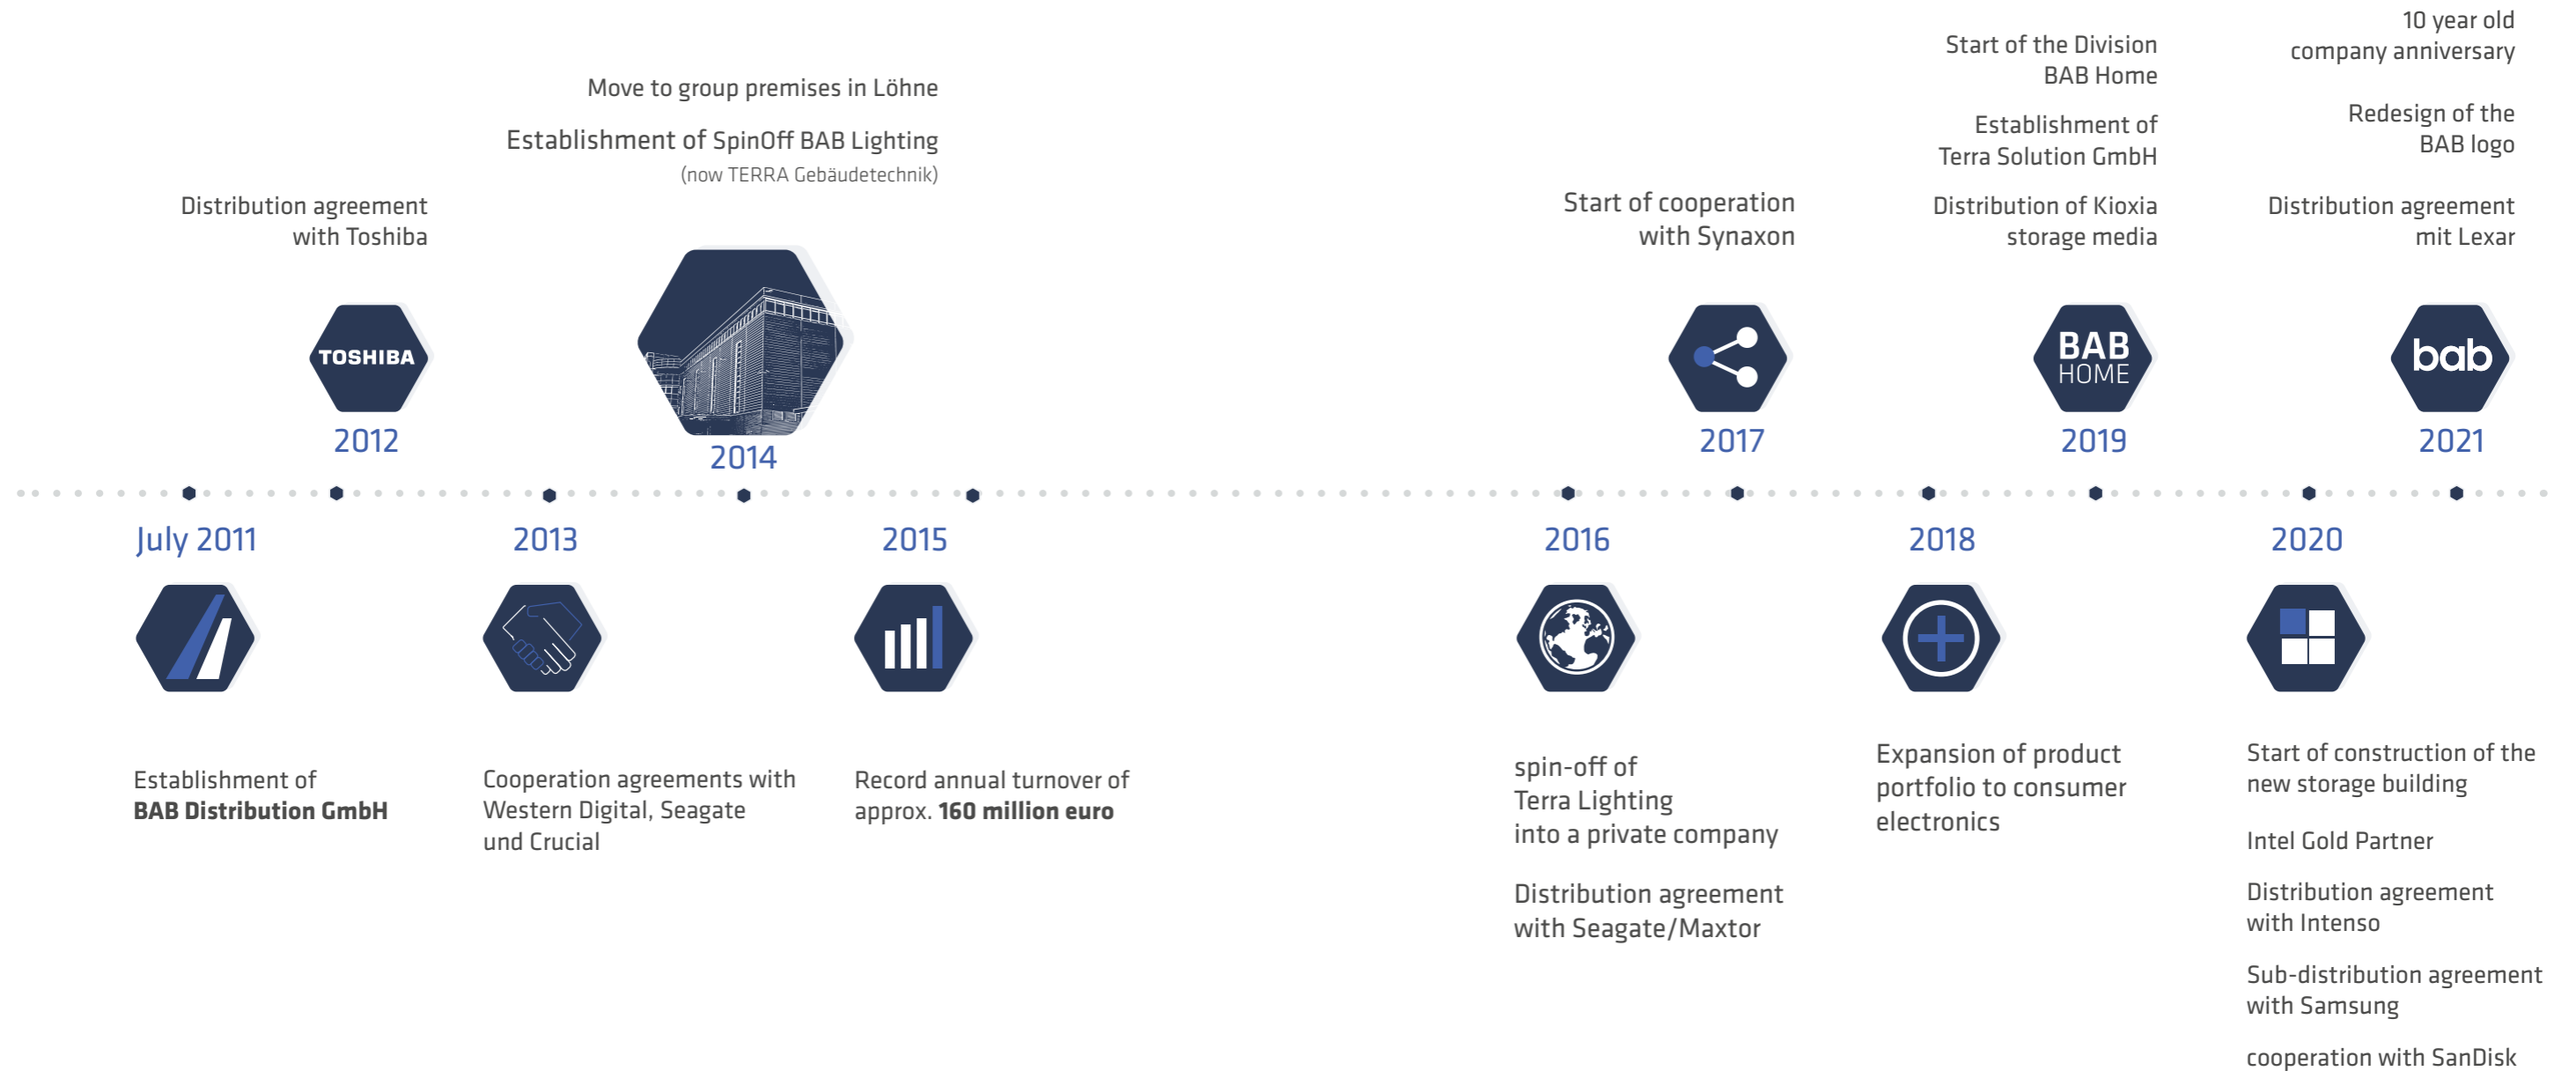 July 2011
Establishment of
BAB Distribution GmbH
Distribution agreement
with Toshiba
TOSHIBA
2012
2013
Cooperation agreements with
Western Digital, Seagate
und Crucial
Move to group premises in Löhne
Establishment of SpinOff BAB Lighting
(now TERRA Gebäudetechnik)
2014
2015
Record annual turnover of
approx. 160 million euro
2016
spin-off of
Terra Lighting
into a private company
Distribution agreement
with Seagate/Maxtor
Start of cooperation
with Synaxon
2017
2018
Expansion of product
portfolio to consumer
electronics
Start of the Division
BAB Home
Establishment of
Terra Solution GmbH
Distribution of Kioxia
storage media
BAB
HOME
2019
2020
Start of construction of the
new storage building
Intel Gold Partner
Distribution agreement
with Intenso
Sub-distribution agreement
with Samsung
cooperation with SanDisk
10 year old
company anniversary
Redesign of the
BAB logo
Distribution agreement
mit Lexar
bab
2021